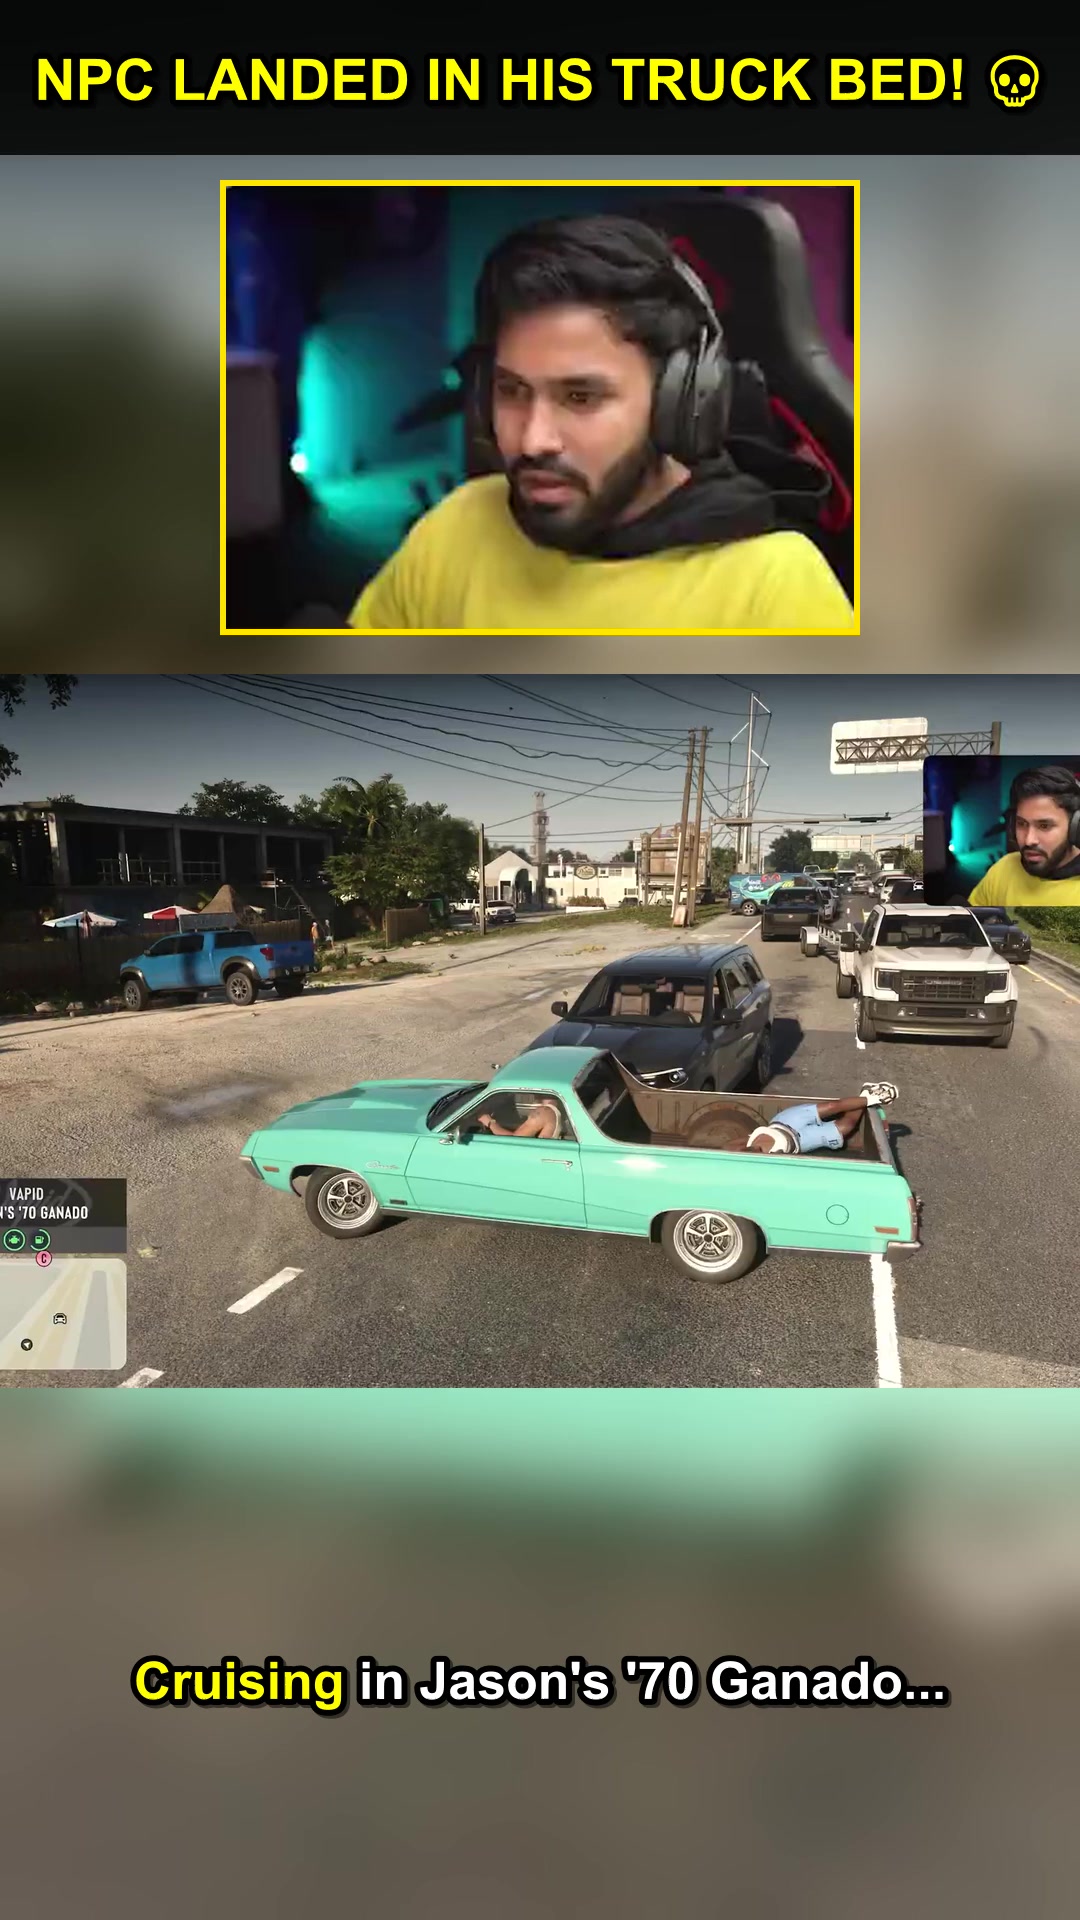 NPC LANDED IN HIS TRUCK BED! 💀
VAPID
N'S '70 GANADO
C
Cruising in Jason's '70 Ganado...